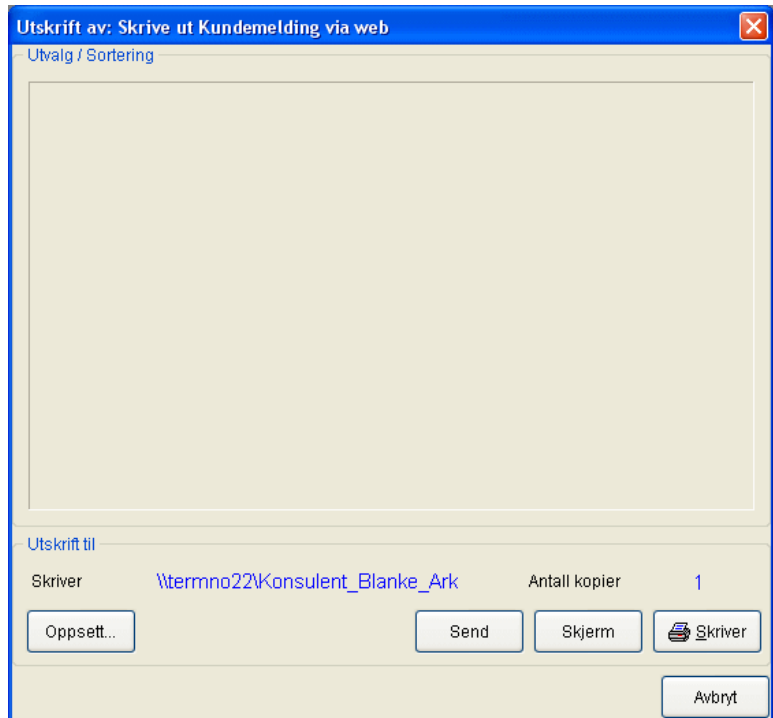 Utskrift av: Skrive ut Kundemelding via web
Utvalg / Sortering
Utskrift til
Skriver \\termno22\Konsulent_Blanke_Ark Antall kopier 1
Oppsett... Send Skjerm Skriver
Avbryt